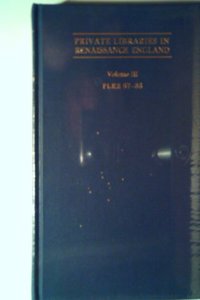 PRIVATE LIBRARIES IN
RENAISSANCE ENGLAND
Volume III
PLRE 67-86